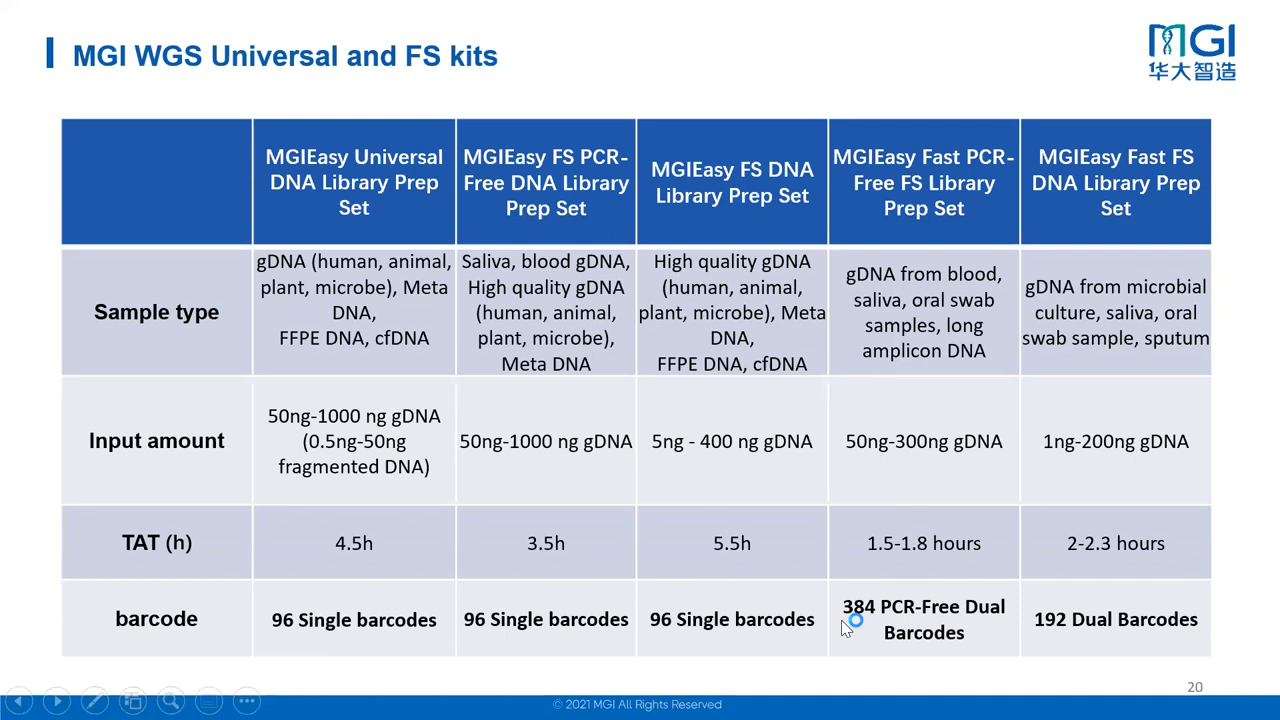 MGI WGS Universal and FS kits
MGI
华大智造
MGIEasy Universal
DNA Library Prep
Set
MGIEasy FS PCR-
Free DNA Library
Prep Set
MGIEasy FS DNA
Library Prep Set
MGIEasy Fast PCR-
Free FS Library
Prep Set
MGIEasy Fast FS
DNA Library Prep
Set
Sample type
gDNA (human, animal,
plant, microbe), Meta
DNA,
FFPE DNA, cfDNA
Saliva, blood gDNA,
High quality gDNA
(human, animal,
plant, microbe),
Meta DNA
High quality gDNA
(human, animal,
plant, microbe), Meta
DNA,
FFPE DNA, cfDNA
gDNA from blood,
saliva, oral swab
samples, long
amplicon DNA
gDNA from microbial
culture, saliva, oral
swab sample, sputum
Input amount
50ng-1000 ng gDNA
(0.5ng-50ng
fragmented DNA)
50ng-1000 ng gDNA
5ng - 400 ng gDNA
50ng-300ng gDNA
1ng-200ng gDNA
TAT (h)
4.5h
3.5h
5.5h
1.5-1.8 hours
2-2.3 hours
barcode
96 Single barcodes
96 Single barcodes
96 Single barcodes
384 PCR-Free Dual
Barcodes
192 Dual Barcodes
20
© 2021 MGI All Rights Reserved